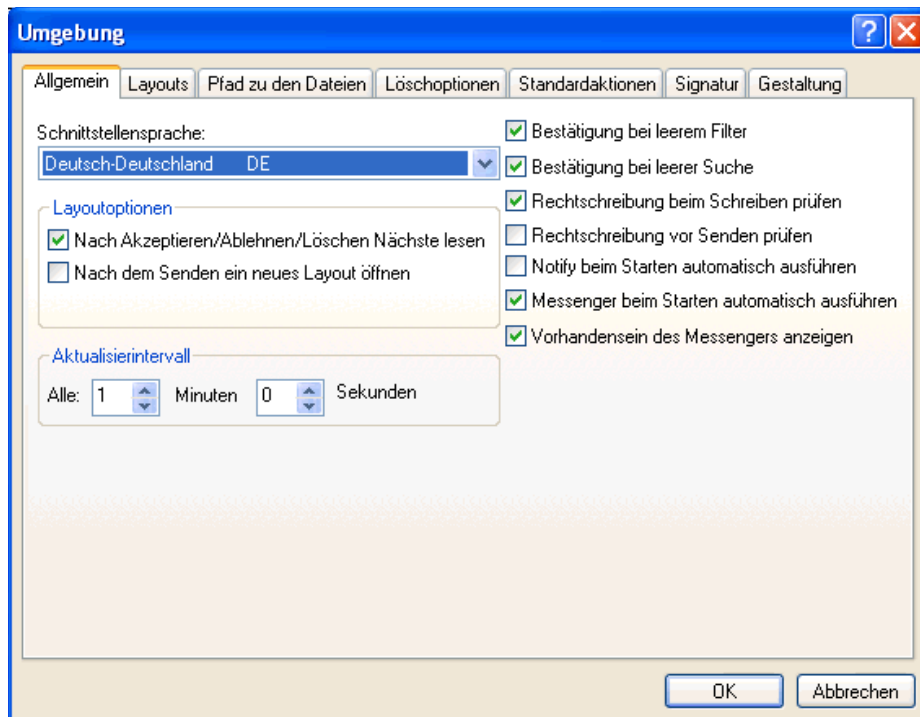 Umgebung
Allgemein Layouts Pfad zu den Dateien Löschoptionen Standardaktionen Signatur Gestaltung
Schnittstellensprache:
Deutsch-Deutschland DE
Layoutoptionen
Nach Akzeptieren/Ablehnen/Löschen Nächste lesen
Nach dem Senden ein neues Layout öffnen
Aktualisierintervall
Alle: 1 Minuten 0 Sekunden
Bestätigung bei leerem Filter
Bestätigung bei leerer Suche
Rechtschreibung beim Schreiben prüfen
Rechtschreibung vor Senden prüfen
Notify beim Starten automatisch ausführen
Messenger beim Starten automatisch ausführen
Vorhandensein des Messengers anzeigen
OK Abbrechen